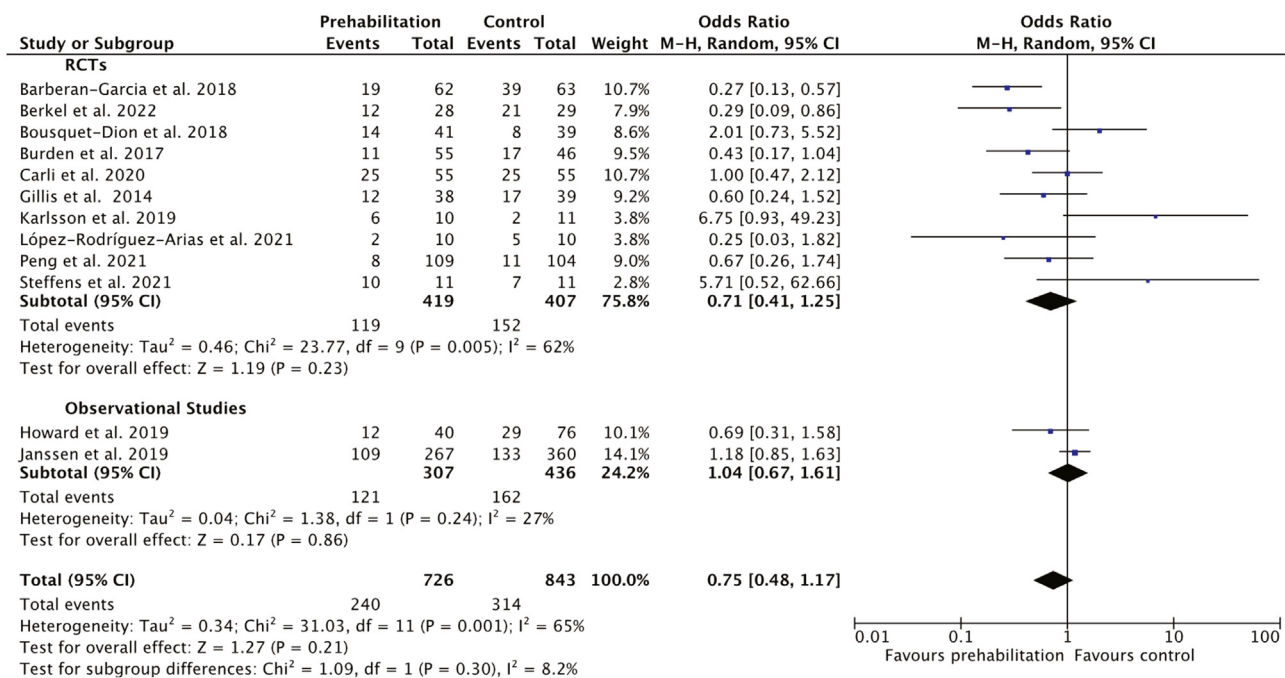 Prehabilitation Control Odds Ratio Odds Ratio
Study or Subgroup Events Total Events Total Weight M-H, Random, 95% CI M-H, Random, 95% CI
RCTs
Barberan-Garcia et al. 2018 19 62 39 63 10.7% 0.27 [0.13, 0.57]
Berkel et al. 2022 12 28 21 29 7.9% 0.29 [0.09, 0.86]
Bousquet-Dion et al. 2018 14 41 8 39 8.6% 2.01 [0.73, 5.52]
Burden et al. 2017 11 55 17 46 9.5% 0.43 [0.17, 1.04]
Carli et al. 2020 25 55 25 55 10.7% 1.00 [0.47, 2.12]
Gillis et al. 2014 12 38 17 39 9.2% 0.60 [0.24, 1.52]
Karlsson et al. 2019 6 10 2 11 3.8% 6.75 [0.93, 49.23]
López-Rodríguez-Arias et al. 2021 2 10 5 10 3.8% 0.25 [0.03, 1.82]
Peng et al. 2021 8 109 11 104 9.0% 0.67 [0.26, 1.74]
Steffens et al. 2021 10 11 7 11 2.8% 5.71 [0.52, 62.66]
Subtotal (95% CI) 419 407 75.8% 0.71 [0.41, 1.25]
Total events 119 152
Heterogeneity: Tau² = 0.46; Chi² = 23.77, df = 9 (P = 0.005); I² = 62%
Test for overall effect: Z = 1.19 (P = 0.23)
Observational Studies
Howard et al. 2019 12 40 29 76 10.1% 0.69 [0.31, 1.58]
Janssen et al. 2019 109 267 133 360 14.1% 1.18 [0.85, 1.63]
Subtotal (95% CI) 307 436 24.2% 1.04 [0.67, 1.61]
Total events 121 162
Heterogeneity: Tau² = 0.04; Chi² = 1.38, df = 1 (P = 0.24); I² = 27%
Test for overall effect: Z = 0.17 (P = 0.86)
Total (95% CI) 726 843 100.0% 0.75 [0.48, 1.17]
Total events 240 314
Heterogeneity: Tau² = 0.34; Chi² = 31.03, df = 11 (P = 0.001); I² = 65%
Test for overall effect: Z = 1.27 (P = 0.21)
Test for subgroup differences: Chi² = 1.09, df = 1 (P = 0.30), I² = 8.2%
0.01 0.1 1 10 100
Favours prehabilitation Favours control